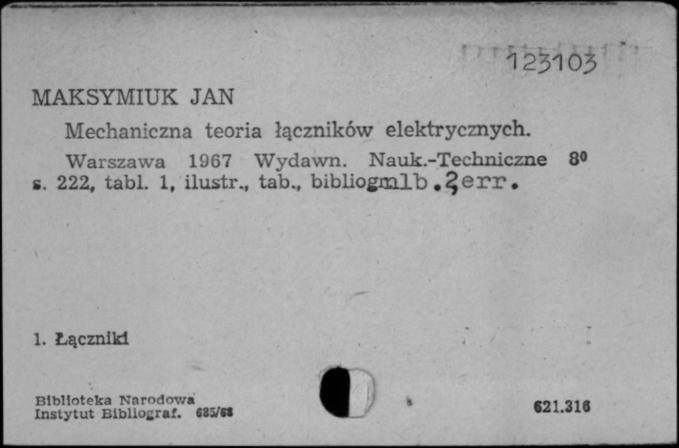 123103
MAKSYMIUK JAN
Mechaniczna teoria łączników elektrycznych.
Warszawa 1967 Wydawn. Nauk.-Techniczne 8⁰
s. 222, tabl. 1, ilustr., tab., bibliogr.
1. Łączniki
Biblioteka Narodowa
Instytut Bibliograf. 685/68
621.316